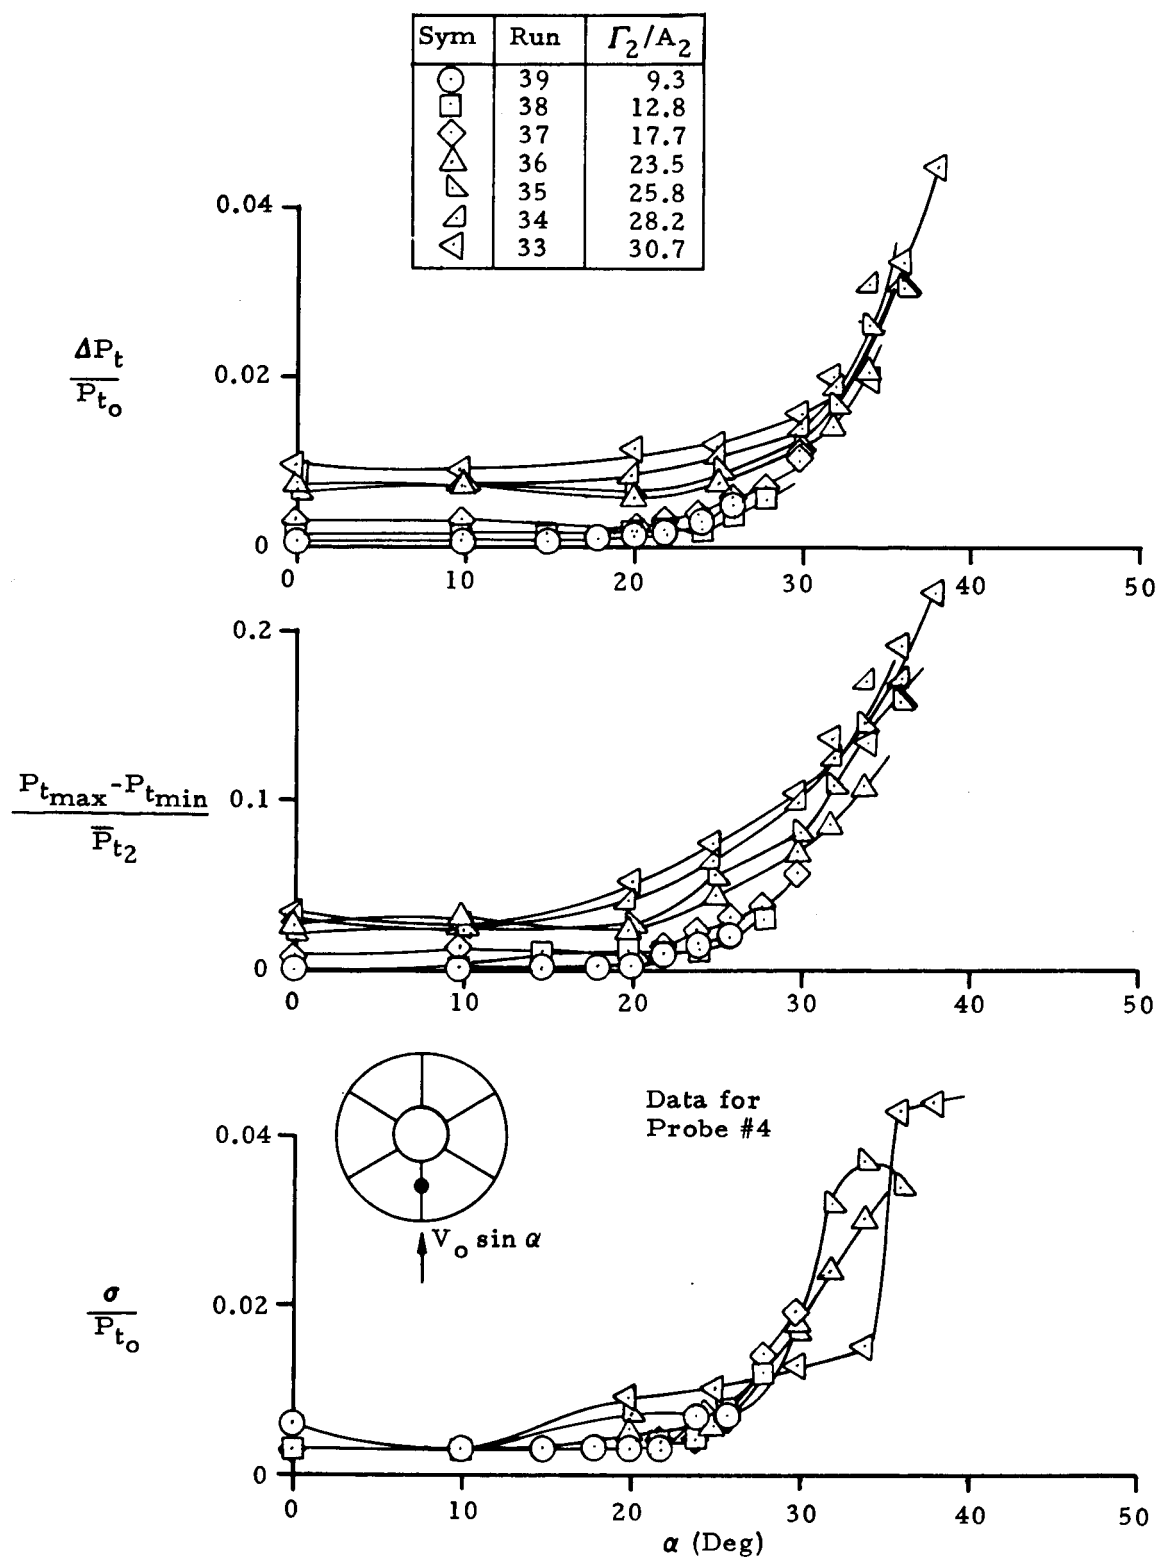 Sym Run Γ₂/A₂
39 9.3
38 12.8
37 17.7
36 23.5
35 25.8
34 28.2
33 30.7
0.04
0.02
0
ΔPt
Pto
0 10 20 30 40 50
0.2
0.1
0
Ptmax-Ptmin
P̅t2
0 10 20 30 40 50
Data for
Probe #4
Vo sin α
0.04
0.02
0
σ
Pto
0 10 20 30 40 50
α (Deg)